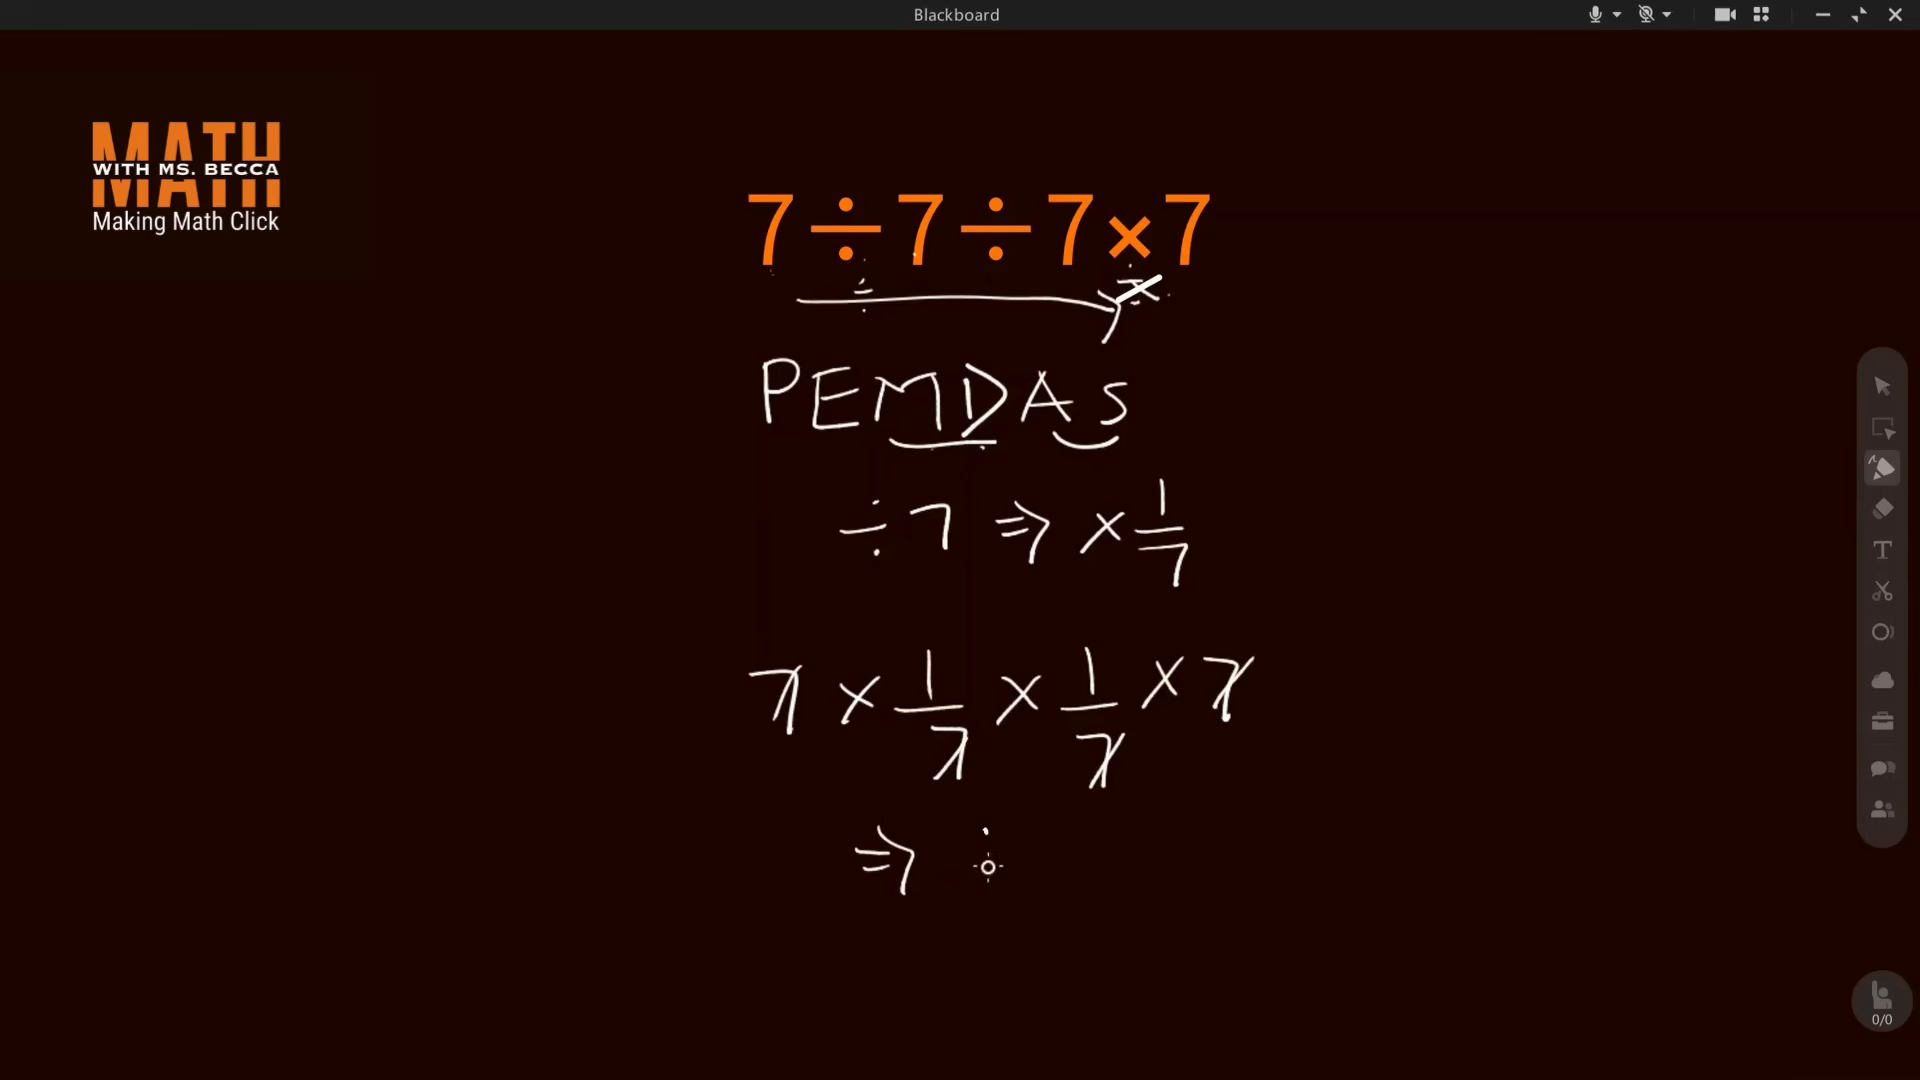 Blackboard
MATH
WITH MS. BECCA
Making Math Click
7÷7÷7×7
PEMDAS
÷7 ⇒ × 1/7
7 × 1/7 × 1/7 × 7
⇒
T
0/0